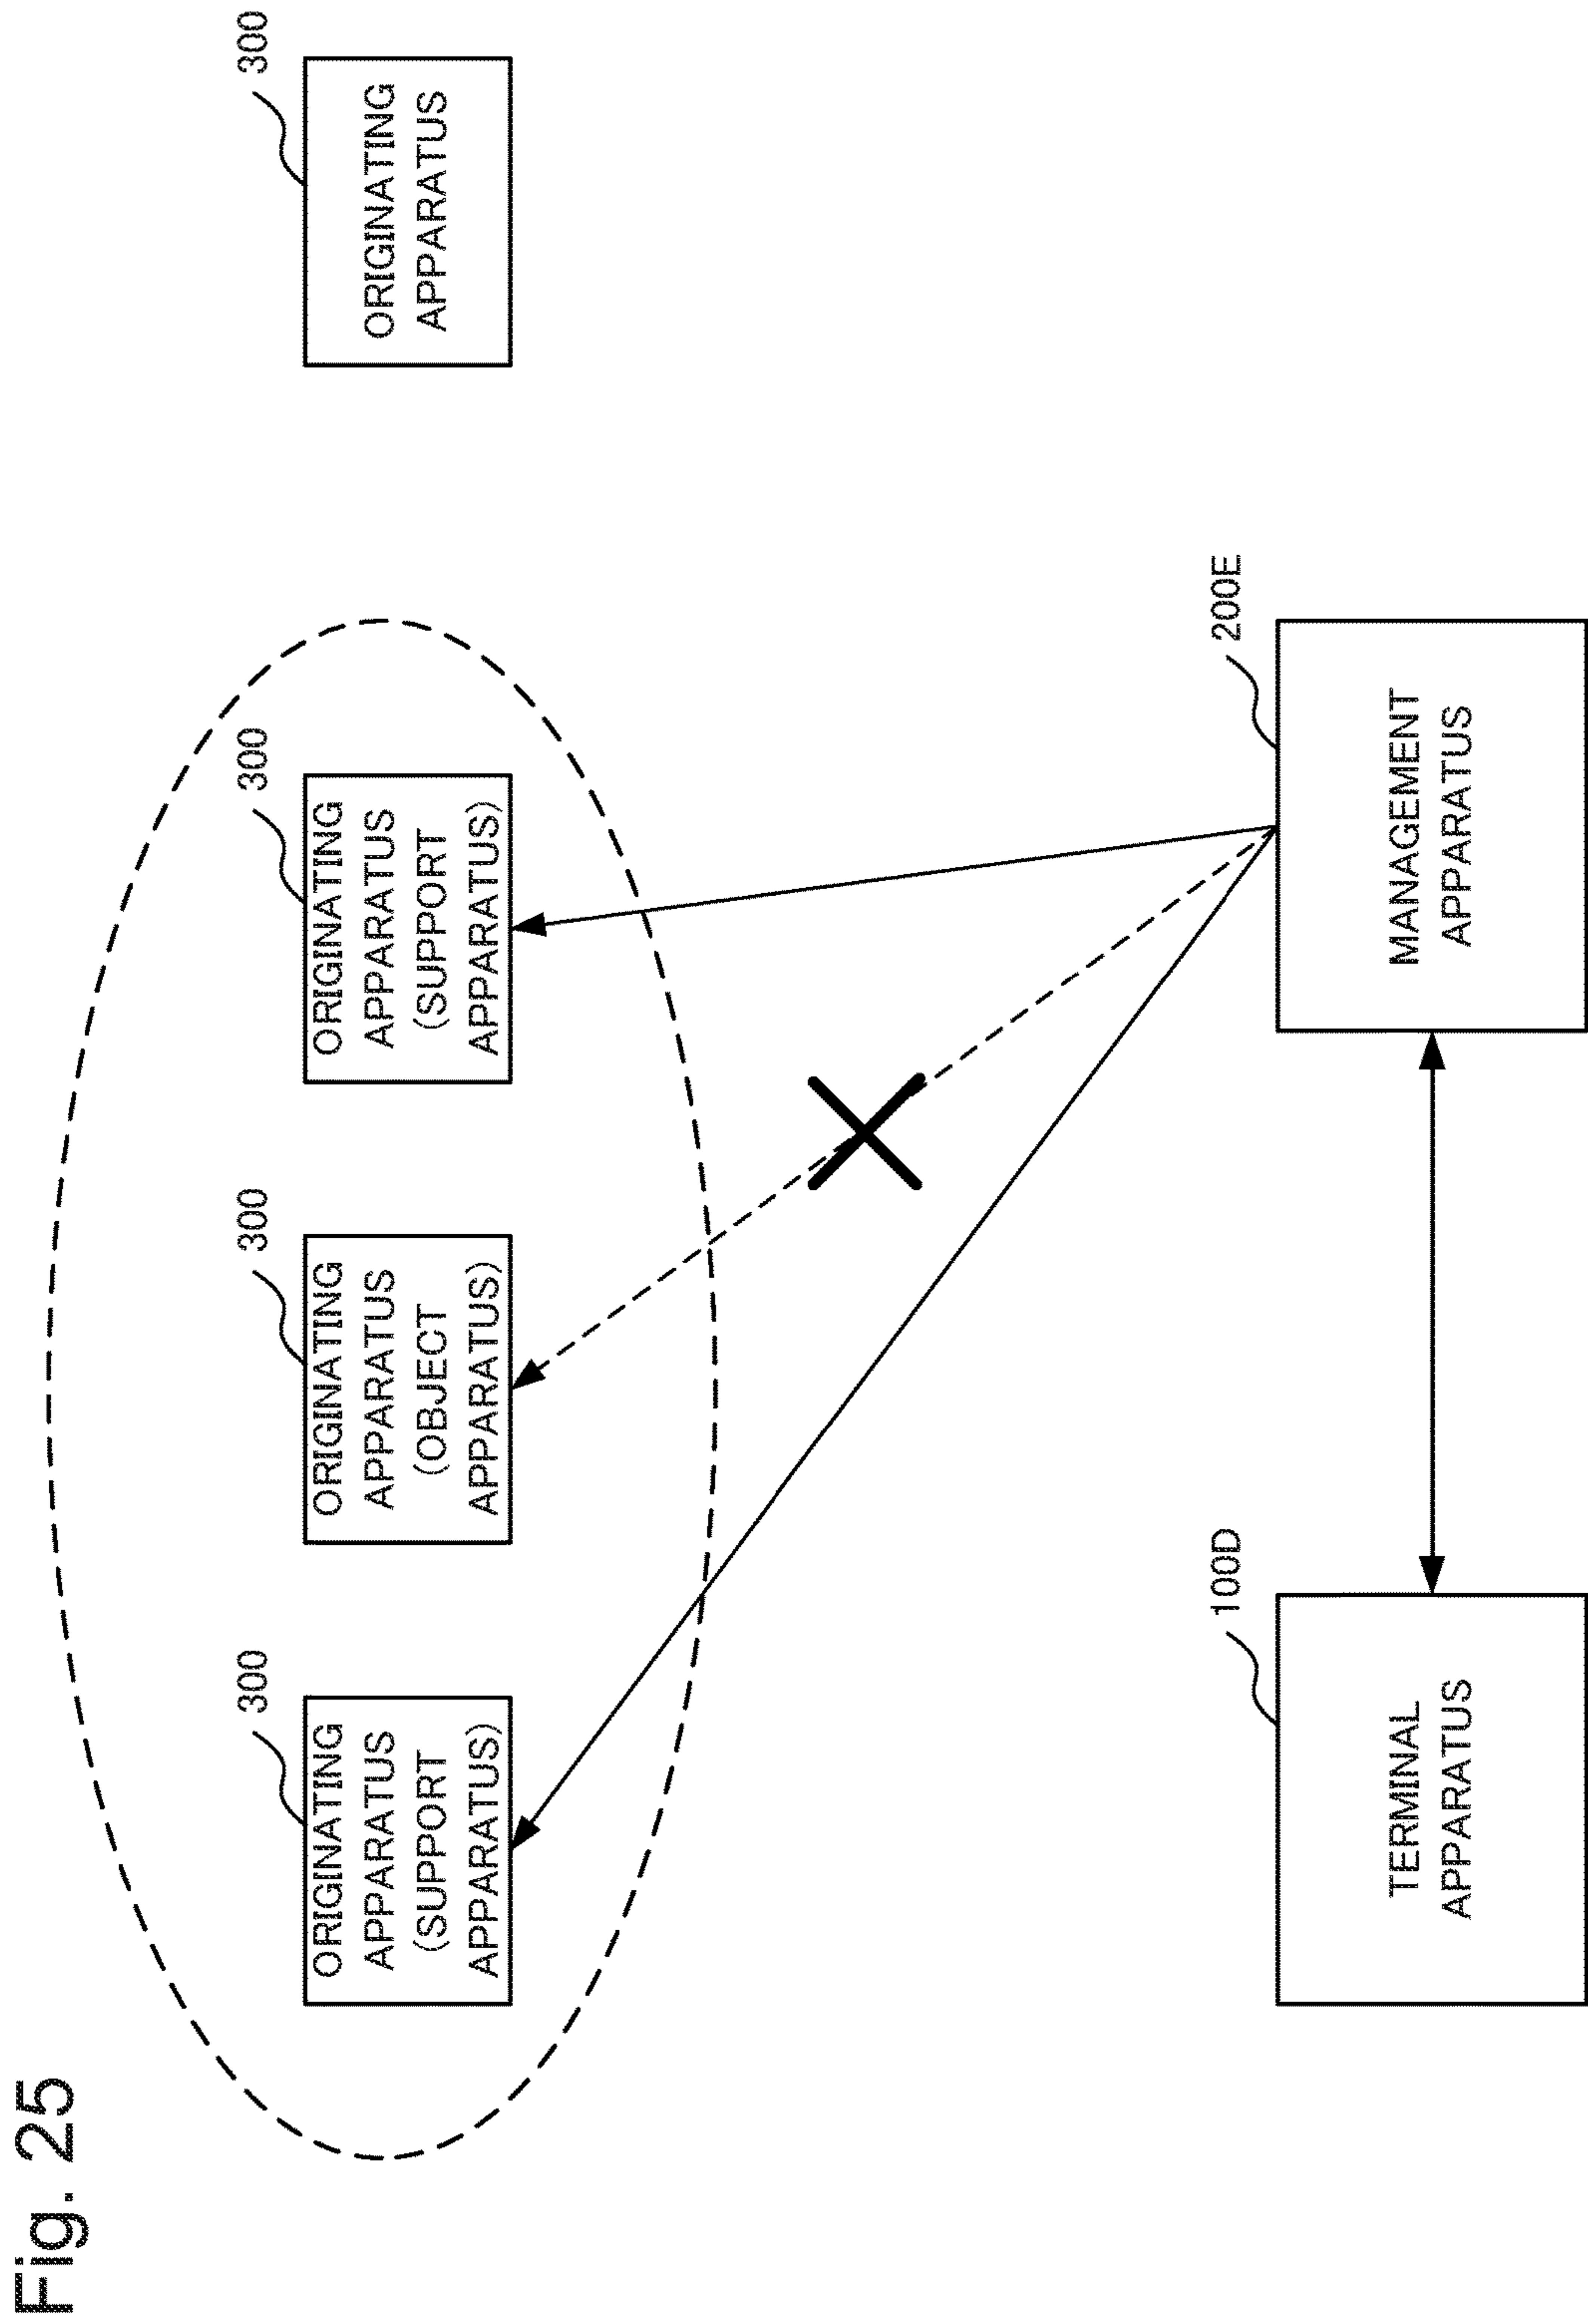 Fig. 25
300
ORIGINATING
APPARATUS
(SUPPORT
APPARATUS)
300
ORIGINATING
APPARATUS
(OBJECT
APPARATUS)
300
ORIGINATING
APPARATUS
(SUPPORT
APPARATUS)
300
ORIGINATING
APPARATUS
100D
TERMINAL
APPARATUS
200E
MANAGEMENT
APPARATUS